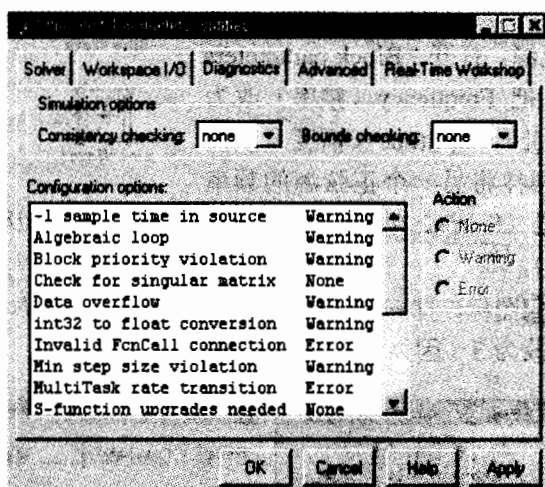 Solver Workspace I/O Diagnostics Advanced Real-Time Workshop
Simulation options
Consistency checking: none Bounds checking: none
Configuration options:
Action
-1 sample time in source Warning
None
Algebraic loop Warning
Block priority violation Warning
Warning
Check for singular matrix None
Data overflow Warning
Error
int32 to float conversion Warning
Invalid FcnCall connection Error
Min step size violation Warning
MultiTask rate transition Error
S-function upgrades needed None
OK Cancel Help Apply